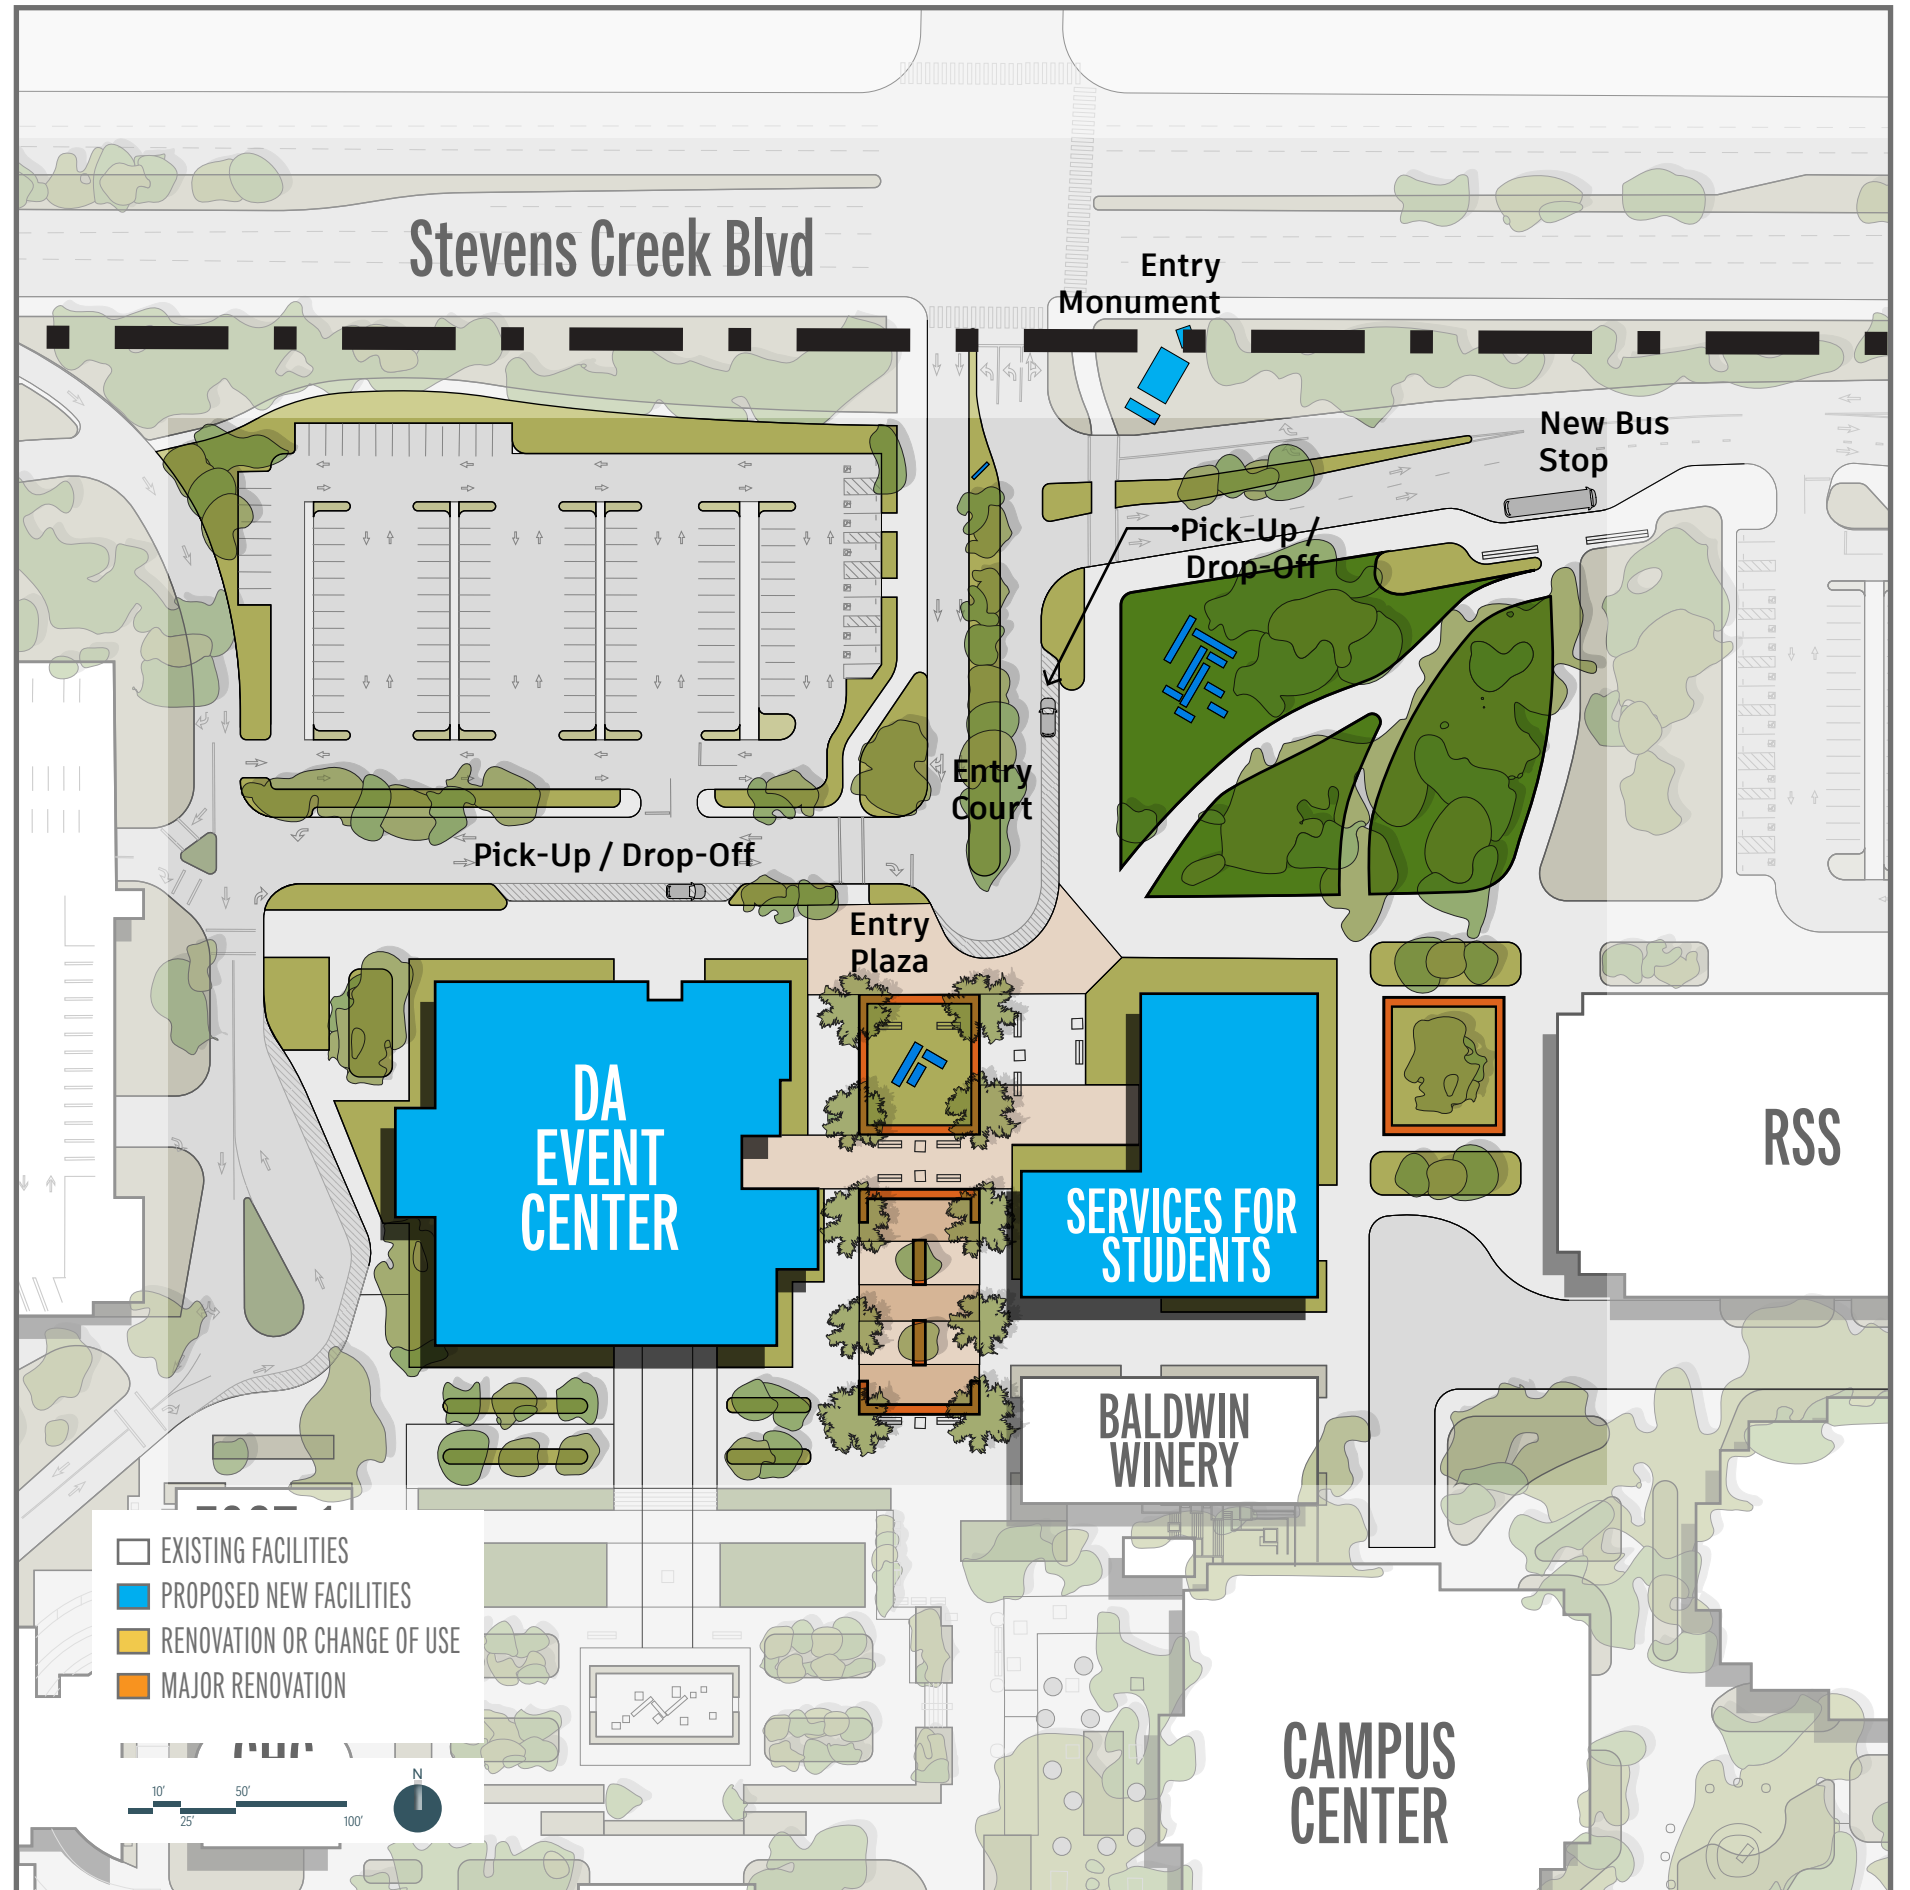 Stevens Creek Blvd
Entry
Monument
New Bus
Stop
Pick-Up /
Drop-Off
Entry
Court
Pick-Up / Drop-Off
Entry
Plaza
DA
EVENT
CENTER
SERVICES FOR
STUDENTS
RSS
BALDWIN
WINERY
EXISTING FACILITIES
PROPOSED NEW FACILITIES
RENOVATION OR CHANGE OF USE
MAJOR RENOVATION
CAMPUS
CENTER
N
10'
50'
25'
100'